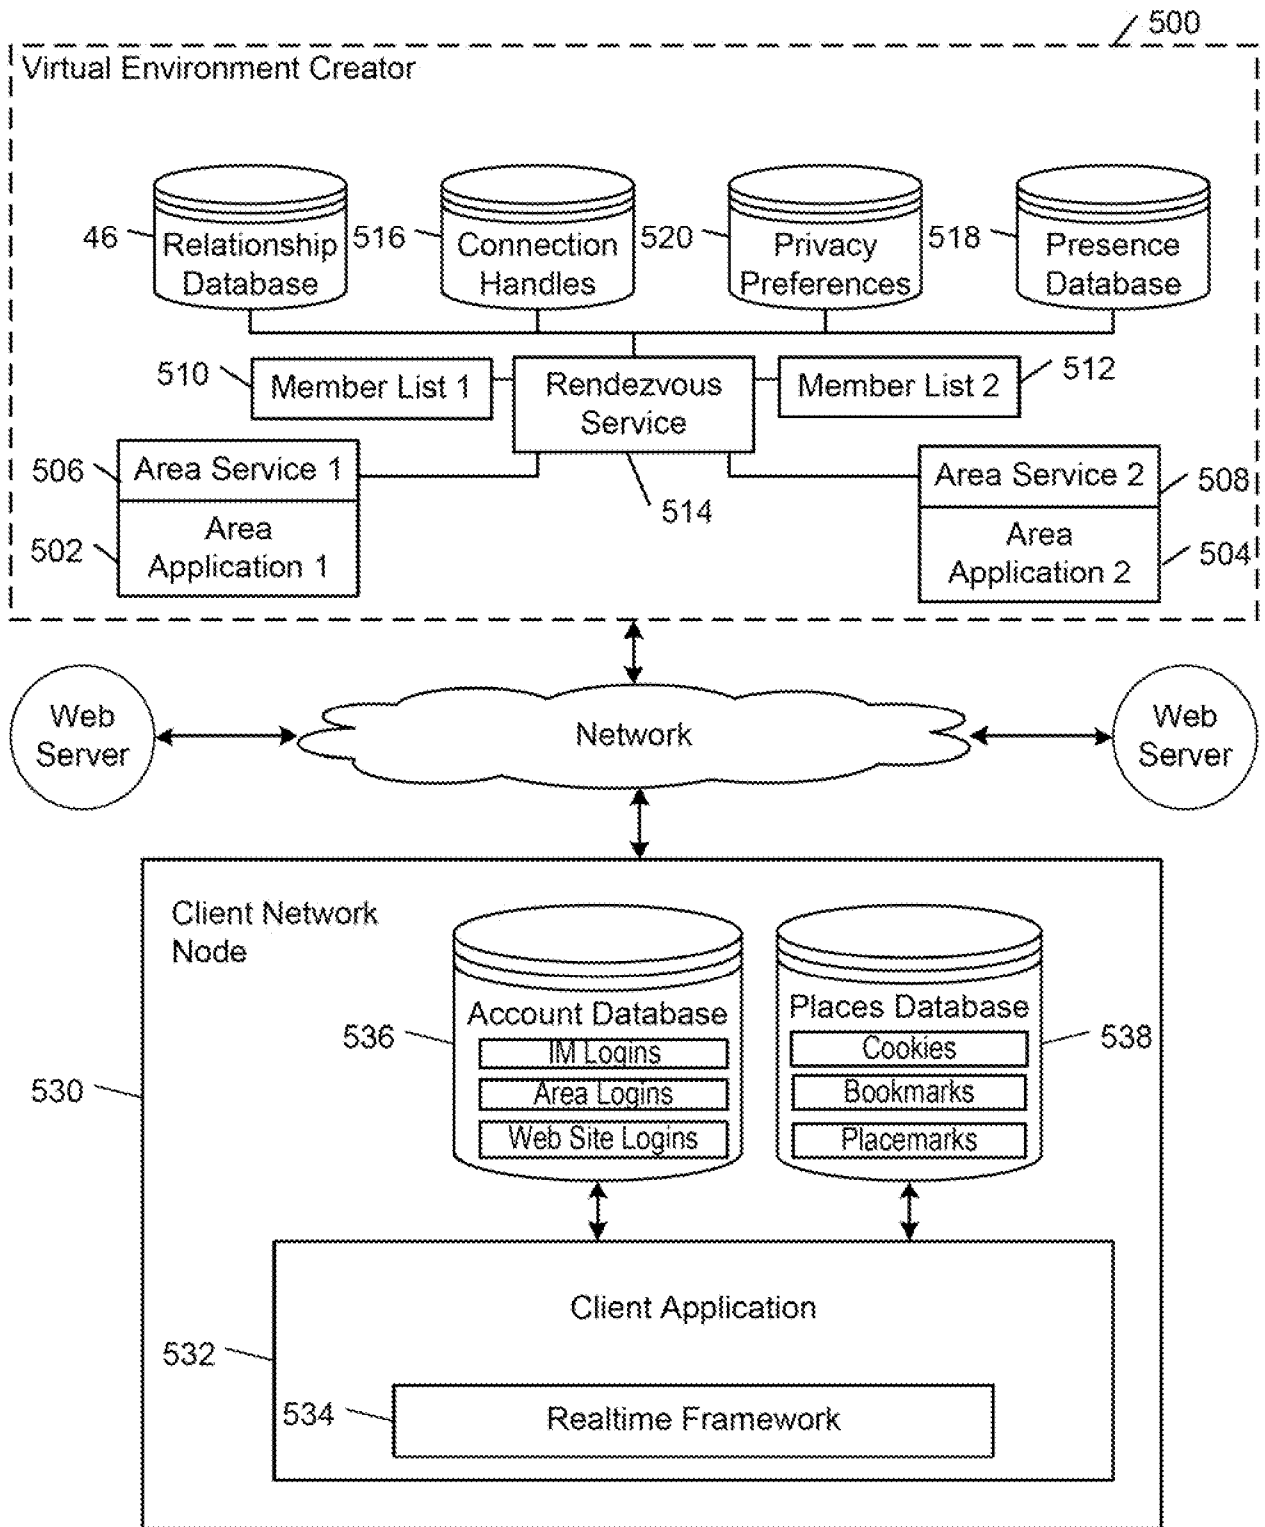 500
Virtual Environment Creator
46
Relationship
Database
516
Connection
Handles
520
Privacy
Preferences
518
Presence
Database
510
Member List 1
Rendezvous
Service
Member List 2
512
506
Area Service 1
514
Area Service 2
508
502
Area
Application 1
Area
Application 2
504
Web
Server
Network
Web
Server
Client Network
Node
536
Account Database
IM Logins
Area Logins
Web Site Logins
Places Database
Cookies
Bookmarks
Placemarks
538
530
Client Application
532
534
Realtime Framework